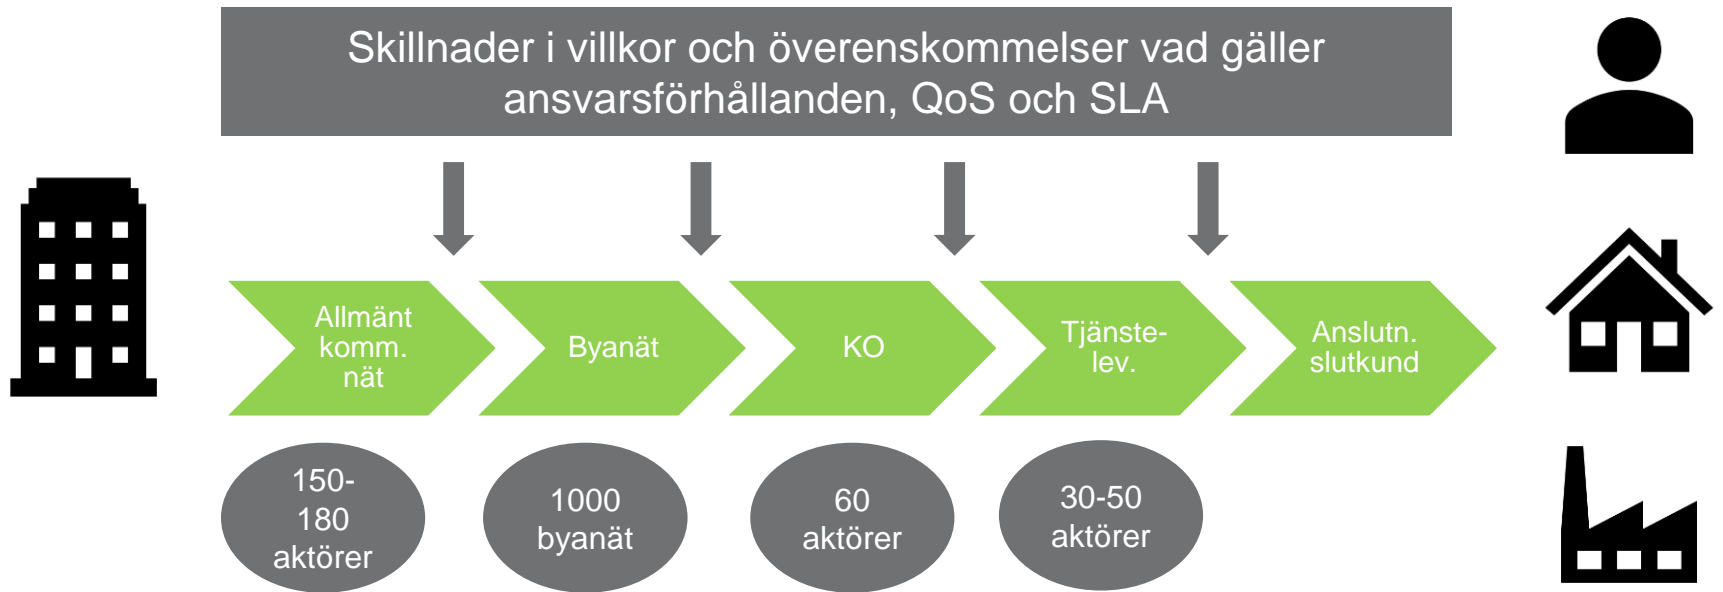 Skillnader i villkor och överenskommelser vad gäller
ansvarsförhållanden, QoS och SLA
Allmänt
komm.
nät
Byanät
KO
Tjänste-
lev.
Anslutn.
slutkund
150-
180
aktörer
1000
byanät
60
aktörer
30-50
aktörer